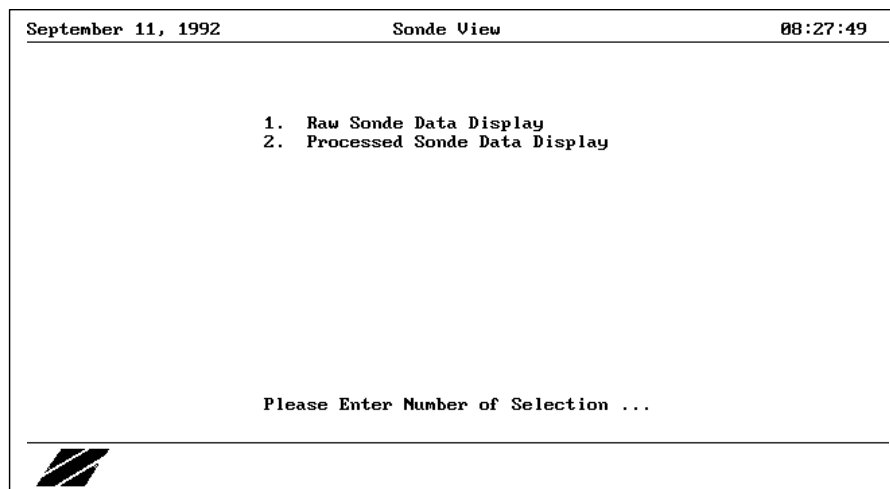 September 11, 1992 Sonde View 08:27:49
1. Raw Sonde Data Display
2. Processed Sonde Data Display
Please Enter Number of Selection ...